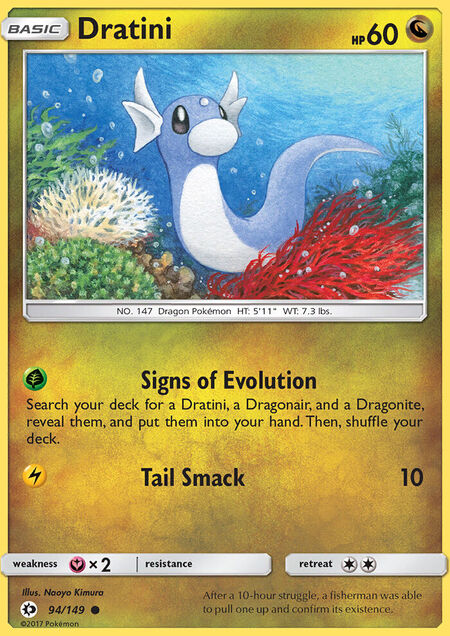 BASIC
Dratini
HP60
NO. 147 Dragon Pokémon HT: 5'11" WT: 7.3 lbs.
Signs of Evolution
Search your deck for a Dratini, a Dragonair, and a Dragonite,
reveal them, and put them into your hand. Then, shuffle your
deck.
Tail Smack 10
weakness ×2 resistance retreat
Illus. Naoyo Kimura
94/149
©2017 Pokémon
After a 10-hour struggle, a fisherman was able
to pull one up and confirm its existence.